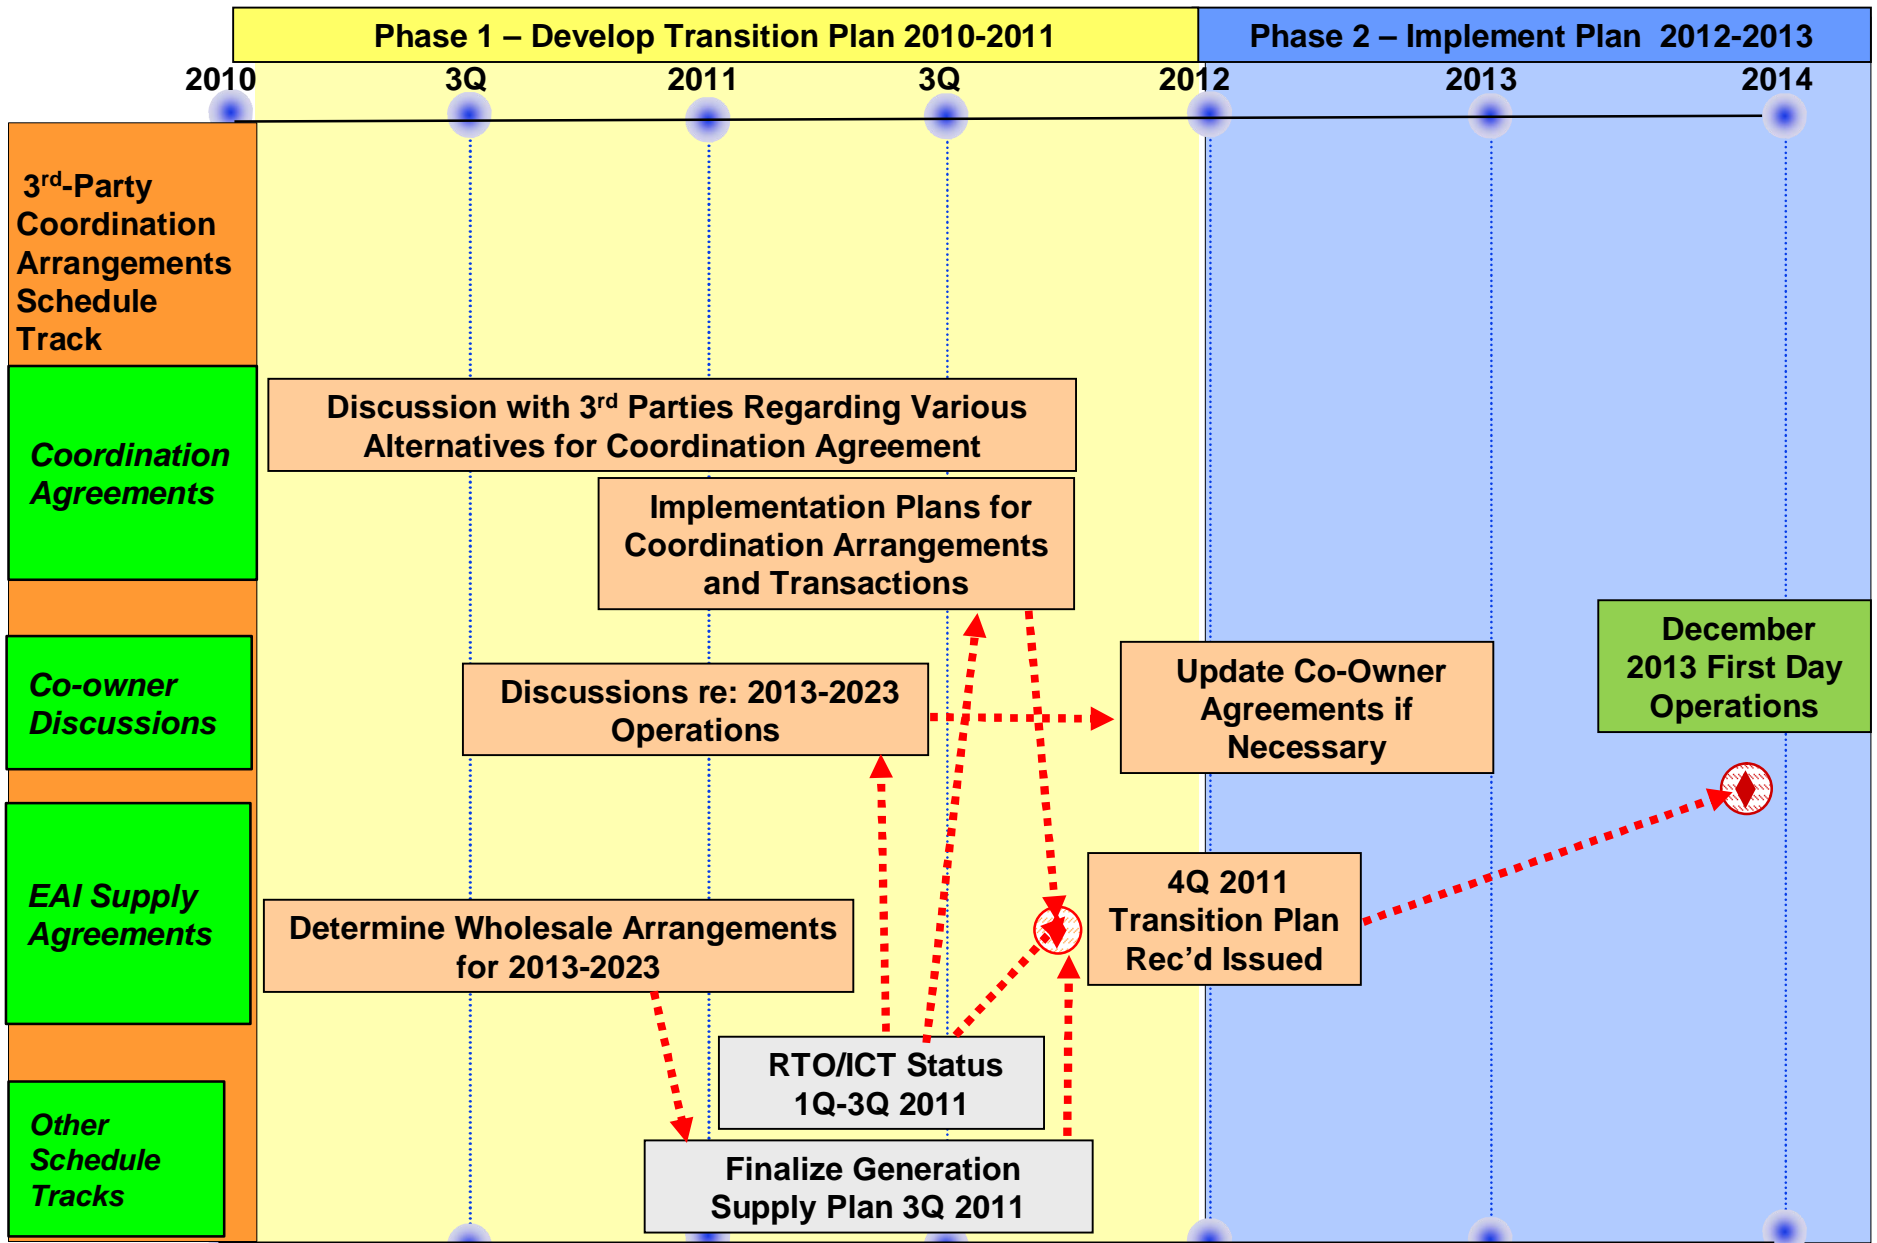 Phase 1 – Develop Transition Plan 2010-2011
Phase 2 – Implement Plan  2012-2013
2010
3Q
2011
3Q
2012
2013
2014
3rd-Party
Coordination
Arrangements
Schedule
Track
Coordination
Agreements
Discussion with 3rd Parties Regarding Various
Alternatives for Coordination Agreement
Implementation Plans for
Coordination Arrangements
and Transactions
Co-owner
Discussions
Discussions re: 2013-2023
Operations
Update Co-Owner
Agreements if
Necessary
December
2013 First Day
Operations
EAI Supply
Agreements
Determine Wholesale Arrangements
for 2013-2023
4Q 2011
Transition Plan
Rec’d Issued
Other
Schedule
Tracks
RTO/ICT Status
1Q-3Q 2011
Finalize Generation
Supply Plan 3Q 2011